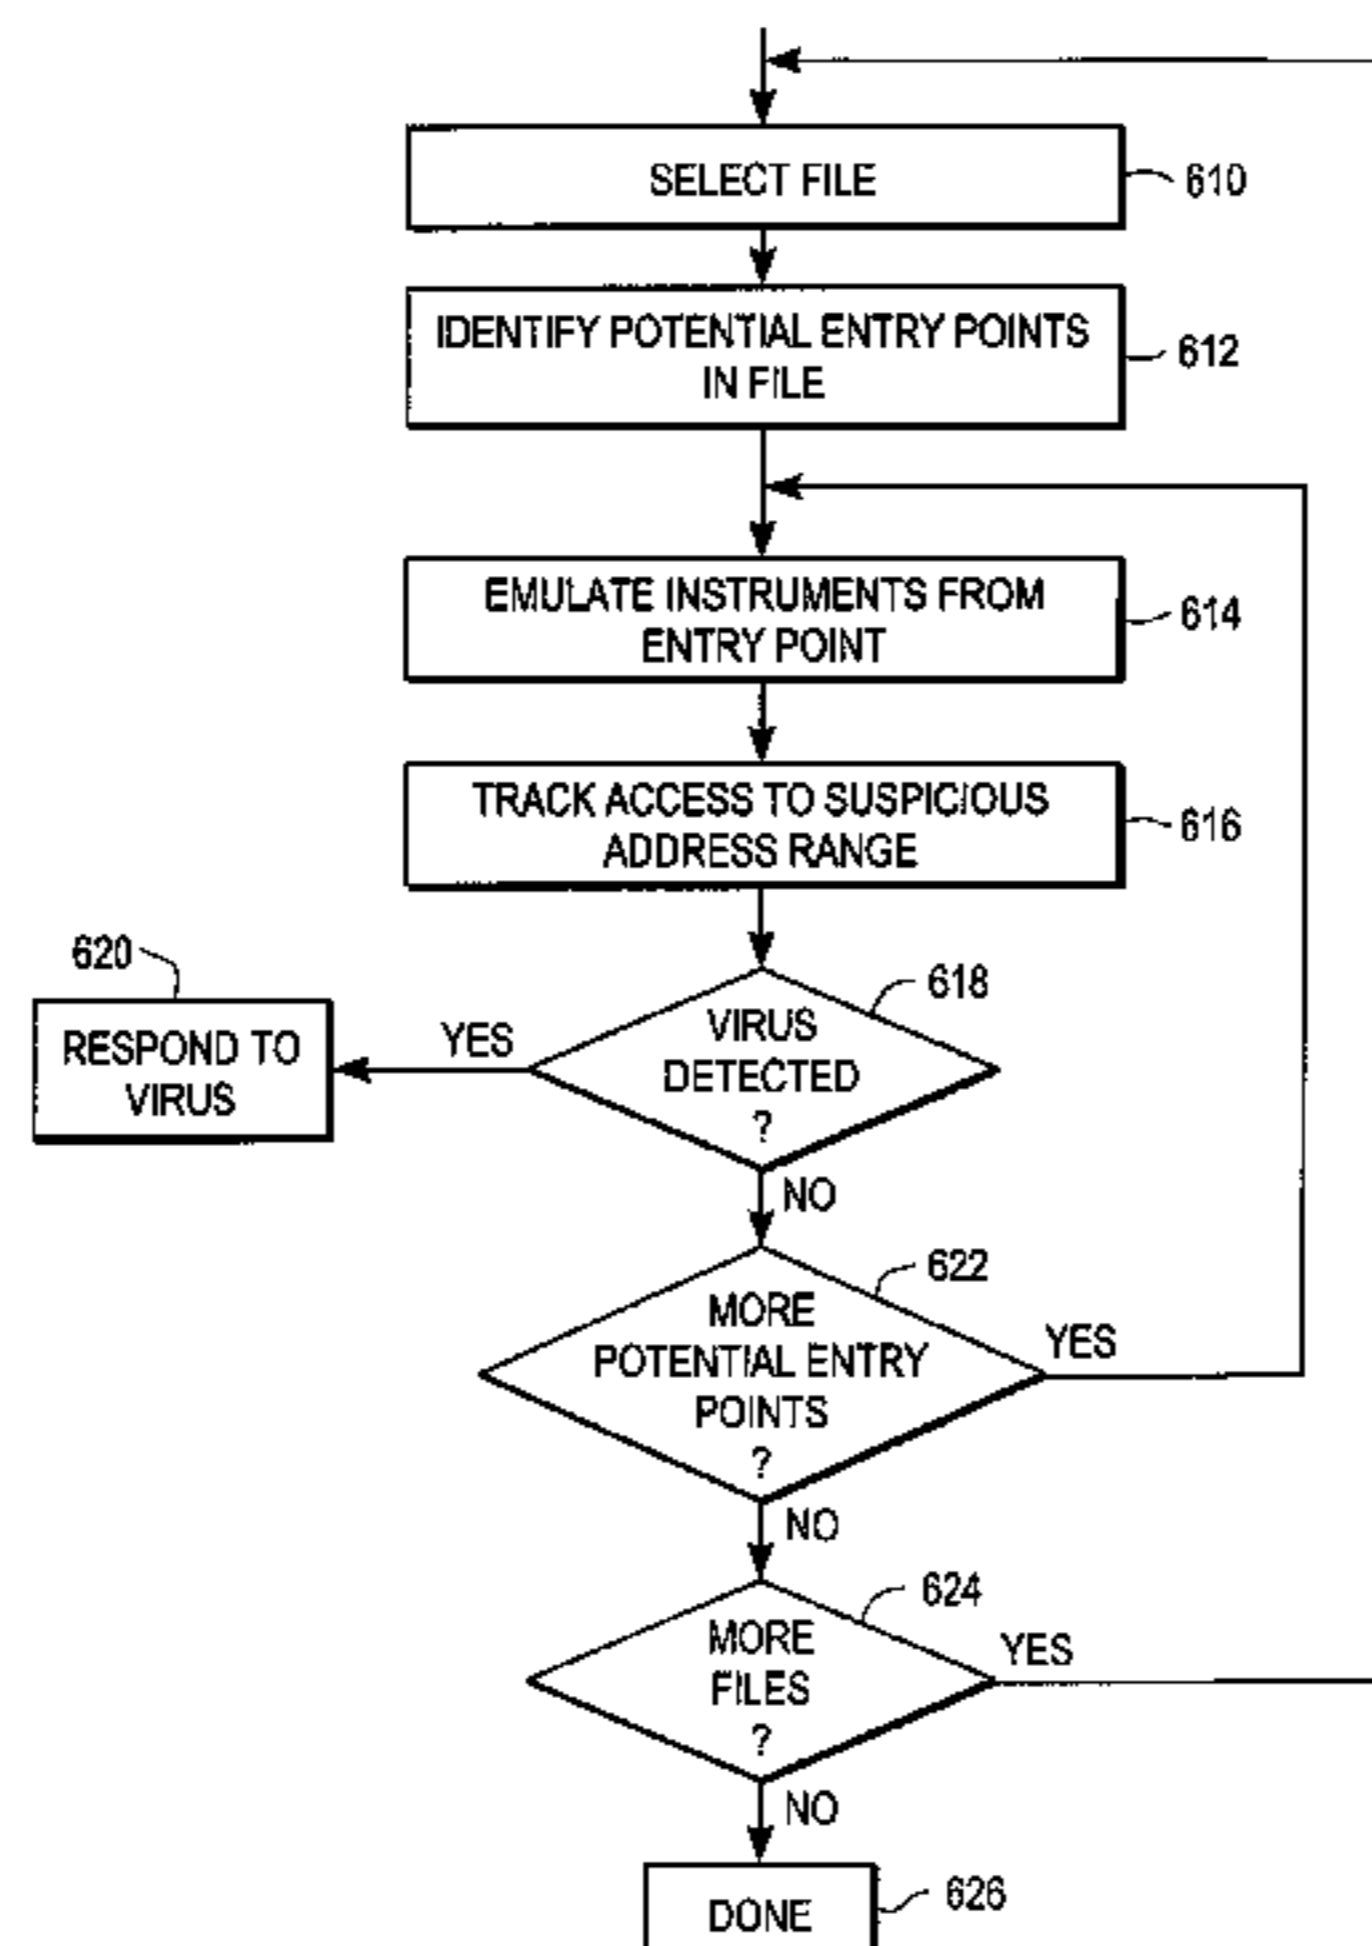 SELECT FILE
610
IDENTIFY POTENTIAL ENTRY POINTS
IN FILE
612
EMULATE INSTRUMENTS FROM
ENTRY POINT
614
TRACK ACCESS TO SUSPICIOUS
ADDRESS RANGE
616
620
RESPOND TO
VIRUS
YES
618
VIRUS
DETECTED
?
NO
622
MORE
POTENTIAL ENTRY
POINTS
?
YES
NO
624
MORE
FILES
?
YES
NO
DONE
626